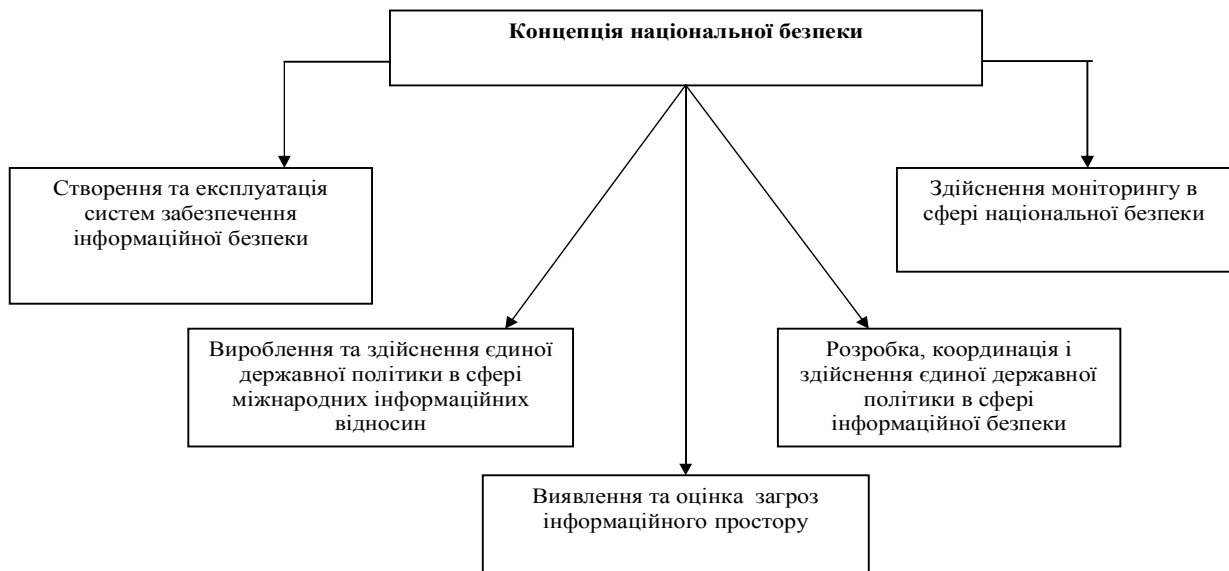 Концепція національної безпеки
Створення та експлуатація
систем забезпечення
інформаційної безпеки
Здійснення моніторингу в
сфері національної безпеки
Вироблення та здійснення єдиної
державної політики в сфері
міжнародних інформаційних
відносин
Розробка, координація і
здійснення єдиної державної
політики в сфері
інформаційної безпеки
Виявлення та оцінка загроз
інформаційного простору